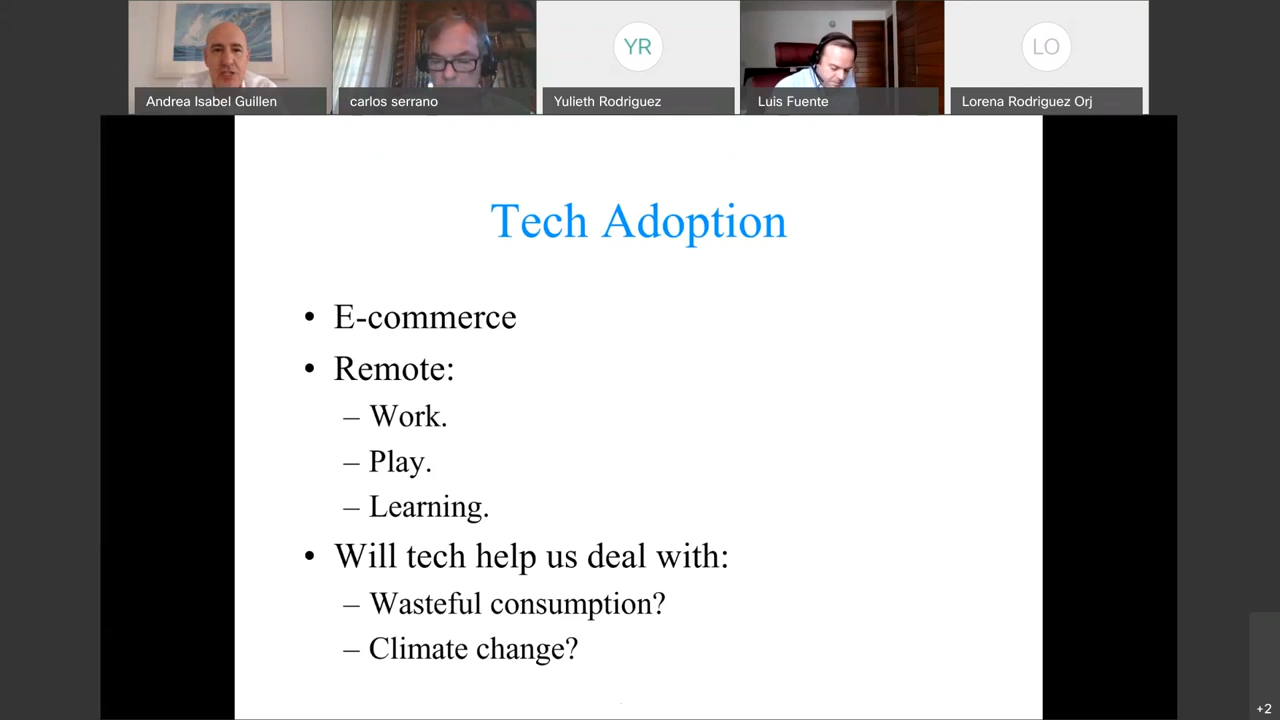 YR
LO
Andrea Isabel Guillen
carlos serrano
Yulieth Rodriguez
Luis Fuente
Lorena Rodriguez Orj
Tech Adoption
• E-commerce
• Remote:
– Work.
– Play.
– Learning.
• Will tech help us deal with:
– Wasteful consumption?
– Climate change?
+2